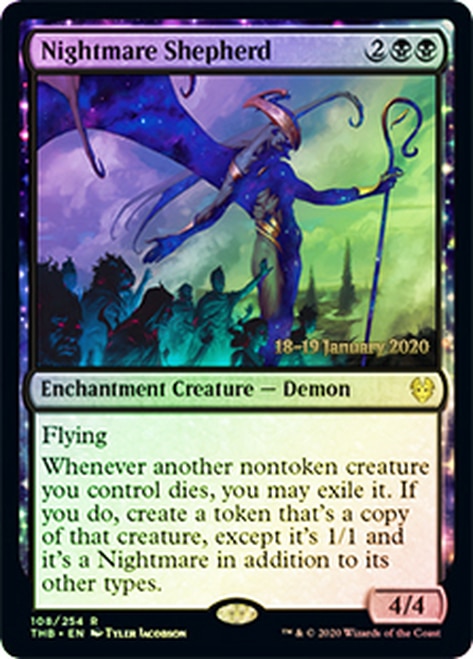 Nightmare Shepherd 2
18-19 January 2020
Enchantment Creature — Demon
Flying
Whenever another nontoken creature
you control dies, you may exile it. If
you do, create a token that's a copy
of that creature, except it's 1/1 and
it's a Nightmare in addition to its
other types.
4/4
108/254 R
THB • EN Tyler Jacobson
™ & © 2020 Wizards of the Coast